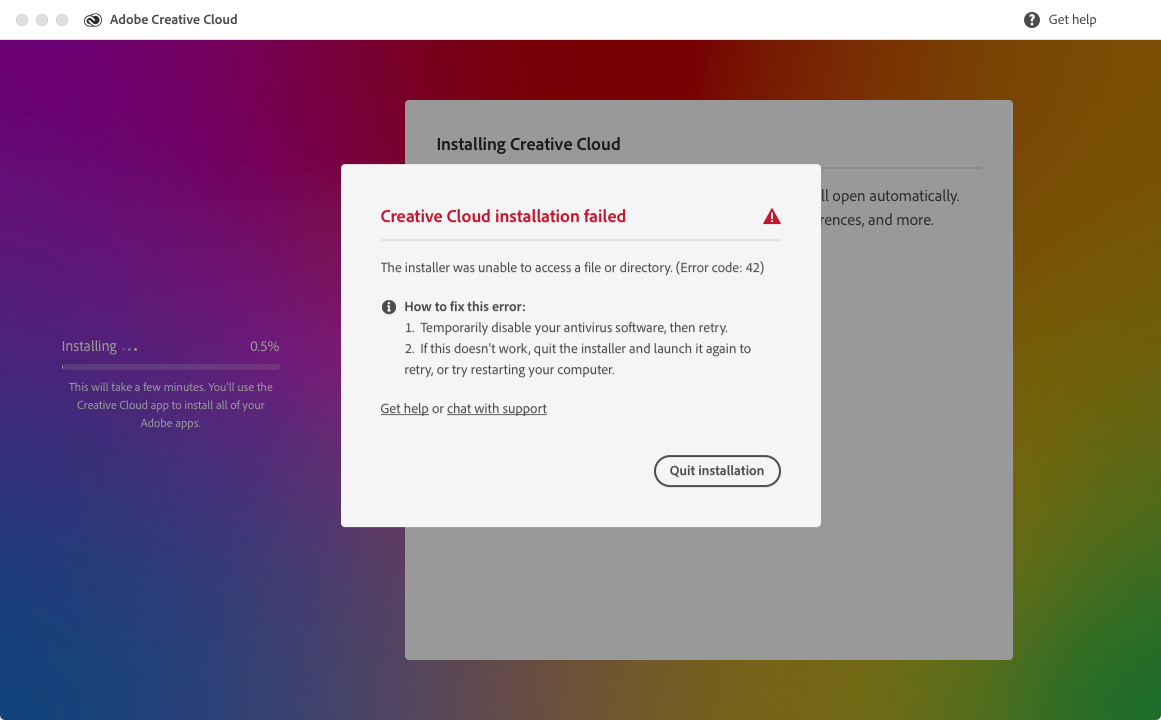 Adobe Creative Cloud
Get help
Installing Creative Cloud
ll open automatically.
rences, and more.
Installing ...
0.5%
This will take a few minutes. You'll use the
Creative Cloud app to install all of your
Adobe apps.
Creative Cloud installation failed
The installer was unable to access a file or directory. (Error code: 42)
How to fix this error:
1. Temporarily disable your antivirus software, then retry.
2. If this doesn't work, quit the installer and launch it again to
retry, or try restarting your computer.
Get help or chat with support
Quit installation